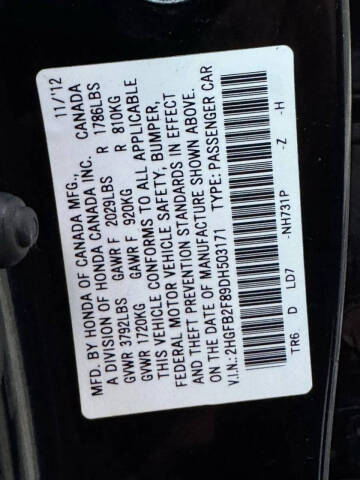 MFD. BY HONDA OF CANADA MFG., 11/'12
A DIVISION OF HONDA CANADA INC. CANADA
GVWR 3792LBS GAWR F 2029LBS R 1786LBS
GVWR 1720KG GAWR F 920KG R 810KG
THIS VEHICLE CONFORMS TO ALL APPLICABLE
FEDERAL MOTOR VEHICLE SAFETY, BUMPER,
AND THEFT PREVENTION STANDARDS IN EFFECT
ON THE DATE OF MANUFACTURE SHOWN ABOVE.
V.I.N.: 2HGFB2F89DH503171 TYPE: PASSENGER CAR
TR6 D LD7 -NH731P -Z -H